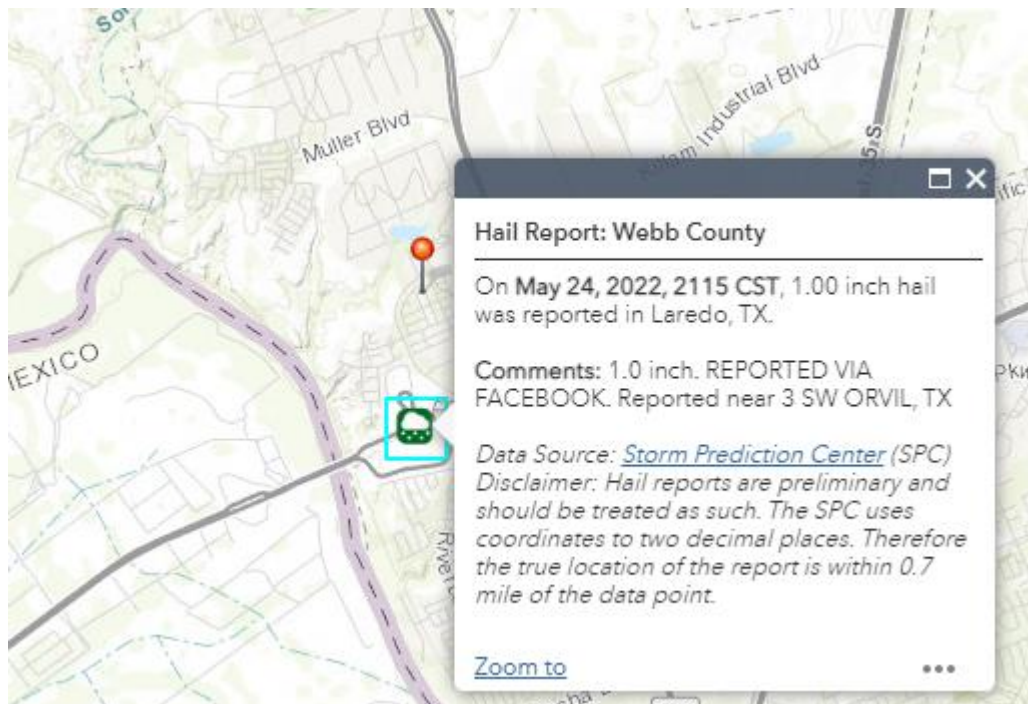 Muller Blvd
Industrial Blvd
35,S
Hail Report: Webb County
On May 24, 2022, 2115 CST, 1.00 inch hail
was reported in Laredo, TX.
Comments: 1.0 inch. REPORTED VIA
FACEBOOK. Reported near 3 SW ORVIL, TX
Data Source: Storm Prediction Center (SPC)
Disclaimer: Hail reports are preliminary and
should be treated as such. The SPC uses
coordinates to two decimal places. Therefore
the true location of the report is within 0.7
mile of the data point.
Zoom to
MEXICO